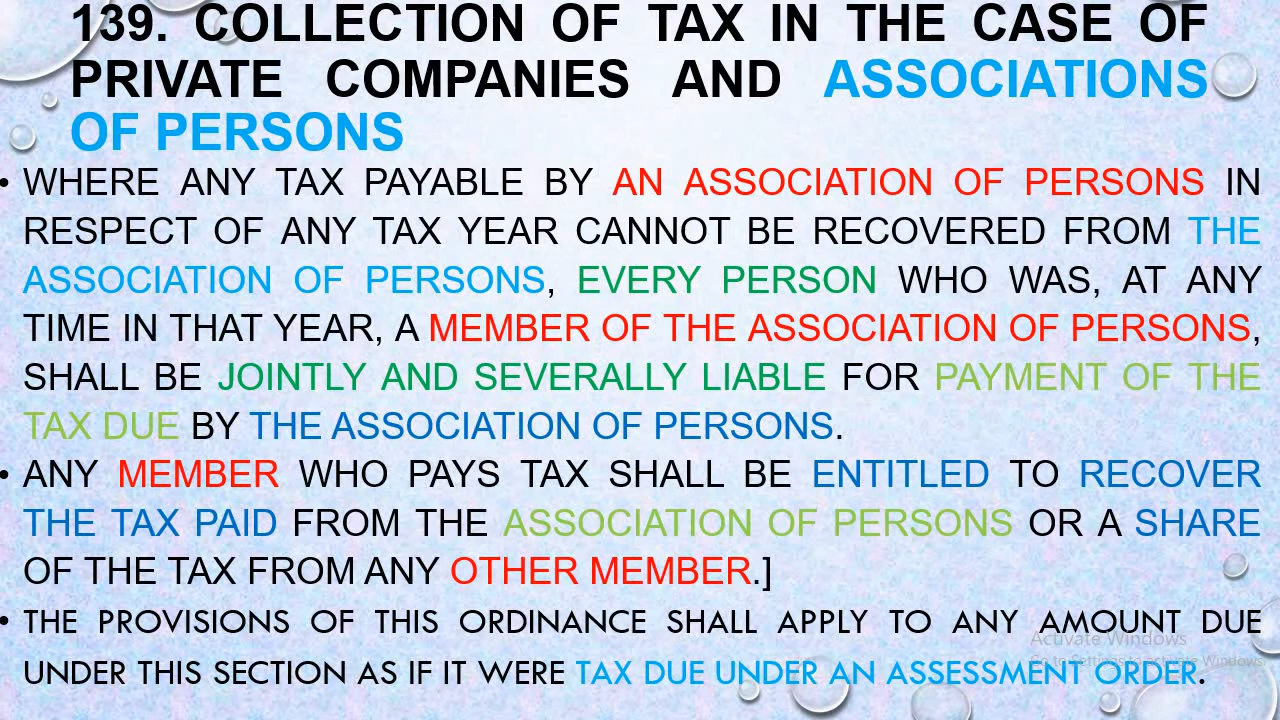 139. COLLECTION OF TAX IN THE CASE OF
PRIVATE COMPANIES AND ASSOCIATIONS
OF PERSONS
• WHERE ANY TAX PAYABLE BY AN ASSOCIATION OF PERSONS IN
RESPECT OF ANY TAX YEAR CANNOT BE RECOVERED FROM THE
ASSOCIATION OF PERSONS, EVERY PERSON WHO WAS, AT ANY
TIME IN THAT YEAR, A MEMBER OF THE ASSOCIATION OF PERSONS,
SHALL BE JOINTLY AND SEVERALLY LIABLE FOR PAYMENT OF THE
TAX DUE BY THE ASSOCIATION OF PERSONS.
• ANY MEMBER WHO PAYS TAX SHALL BE ENTITLED TO RECOVER
THE TAX PAID FROM THE ASSOCIATION OF PERSONS OR A SHARE
OF THE TAX FROM ANY OTHER MEMBER.]
• THE PROVISIONS OF THIS ORDINANCE SHALL APPLY TO ANY AMOUNT DUE
UNDER THIS SECTION AS IF IT WERE TAX DUE UNDER AN ASSESSMENT ORDER.
Activate Windows
Go to Settings to activate Windows.